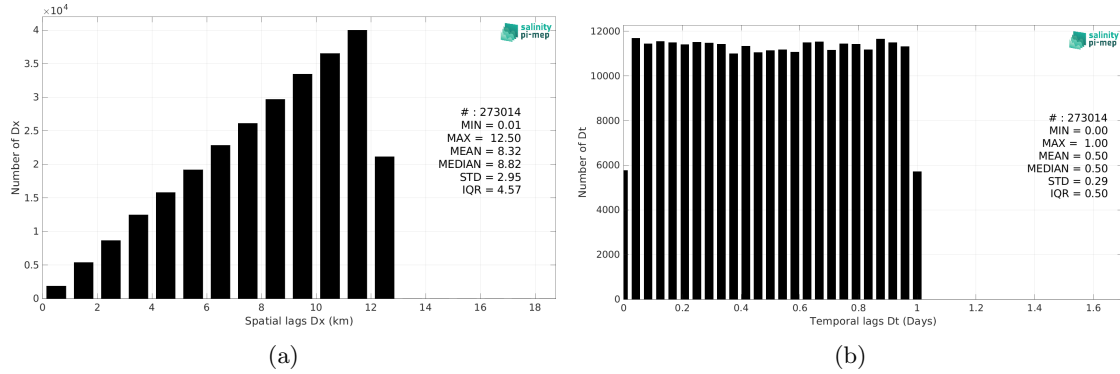 ×10⁴
4
3.5
3
2.5
2
1.5
1
0.5
0
Number of Dx
0 2 4 6 8 10 12 14 16 18
Spatial lags Dx (km)
salinity
pi-mep
# : 273014
MIN = 0.01
MAX = 12.50
MEAN = 8.32
MEDIAN = 8.82
STD = 2.95
IQR = 4.57
(a)
12000
10000
8000
6000
4000
2000
0
Number of Dt
0 0.2 0.4 0.6 0.8 1 1.2 1.4 1.6
Temporal lags Dt (Days)
salinity
pi-mep
# : 273014
MIN = 0.00
MAX = 1.00
MEAN = 0.50
MEDIAN = 0.50
STD = 0.29
IQR = 0.50
(b)